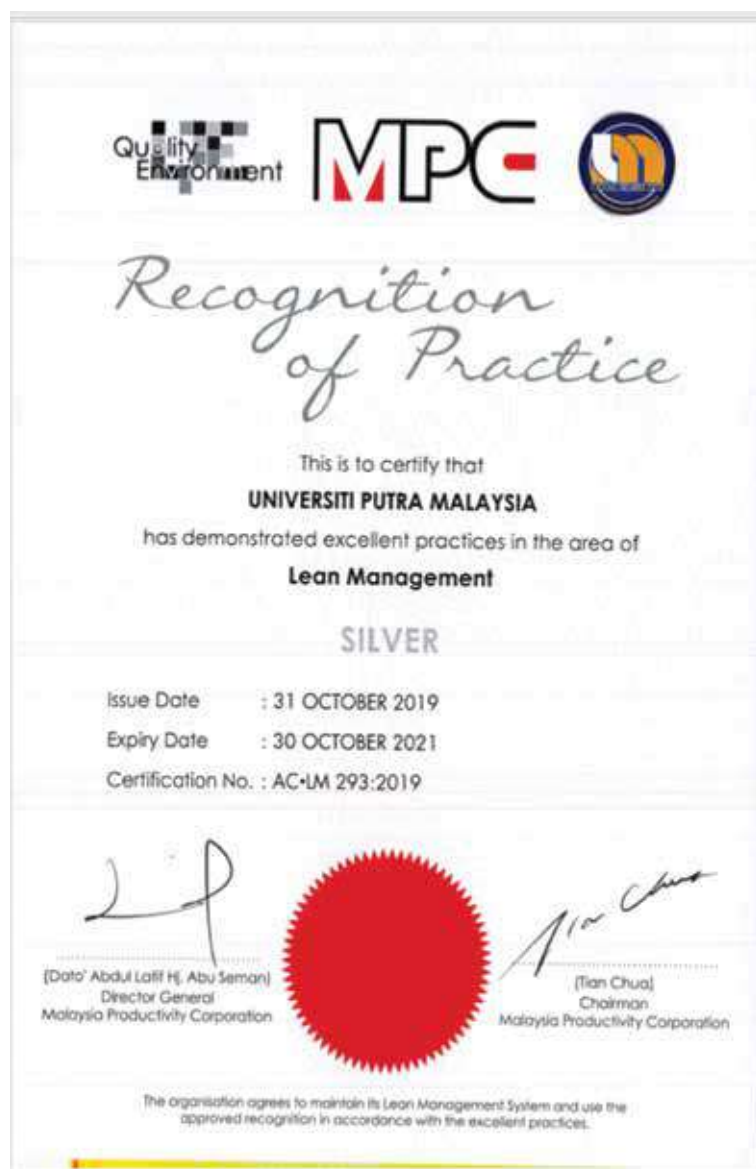 Quality
Environment
MPC
Recognition
of Practice
This is to certify that
UNIVERSITI PUTRA MALAYSIA
has demonstrated excellent practices in the area of
Lean Management
SILVER
Issue Date : 31 OCTOBER 2019
Expiry Date : 30 OCTOBER 2021
Certification No. : AC•LM 293:2019
Tian Chua
(Dato' Abdul Latif Hj. Abu Seman)
Director General
Malaysia Productivity Corporation
(Tian Chua)
Chairman
Malaysia Productivity Corporation
The organisation agrees to maintain its Lean Management System and use the
approved recognition in accordance with the excellent practices.